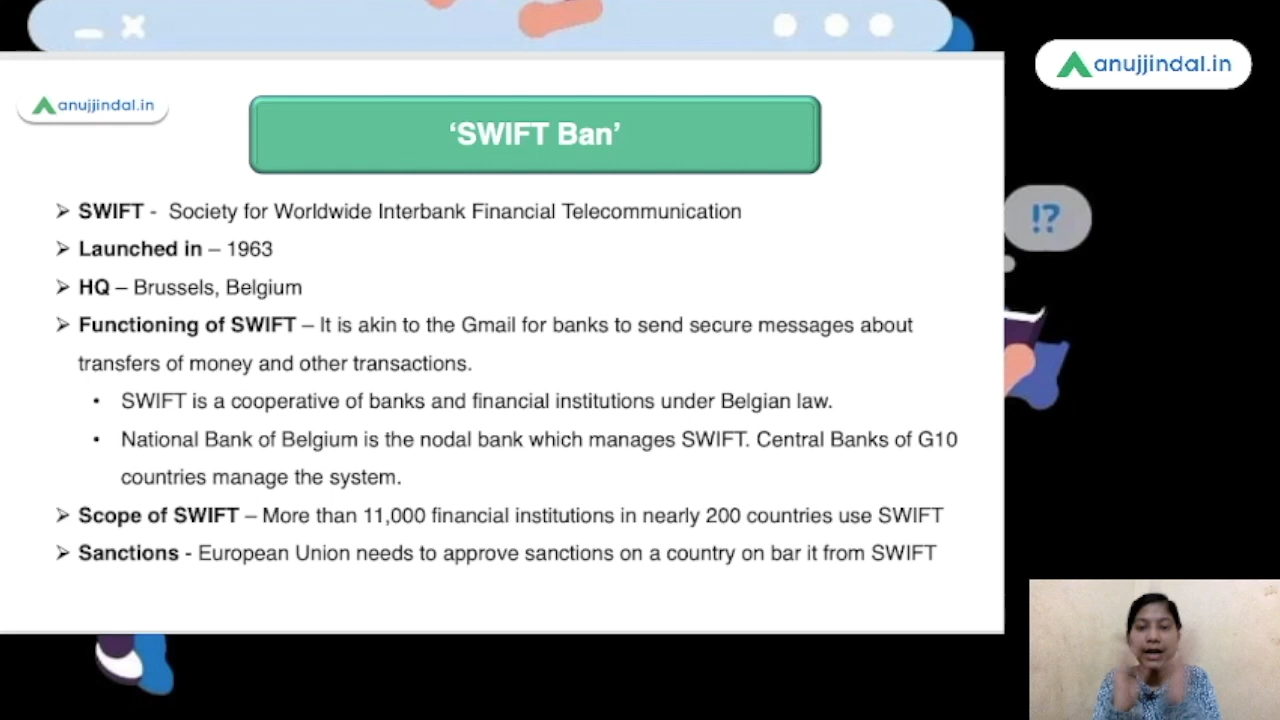 anujjindal.in
anujjindal.in
‘SWIFT Ban’
➢ SWIFT - Society for Worldwide Interbank Financial Telecommunication
➢ Launched in – 1963
➢ HQ – Brussels, Belgium
➢ Functioning of SWIFT – It is akin to the Gmail for banks to send secure messages about
transfers of money and other transactions.
• SWIFT is a cooperative of banks and financial institutions under Belgian law.
• National Bank of Belgium is the nodal bank which manages SWIFT. Central Banks of G10
countries manage the system.
➢ Scope of SWIFT – More than 11,000 financial institutions in nearly 200 countries use SWIFT
➢ Sanctions - European Union needs to approve sanctions on a country on bar it from SWIFT
!?